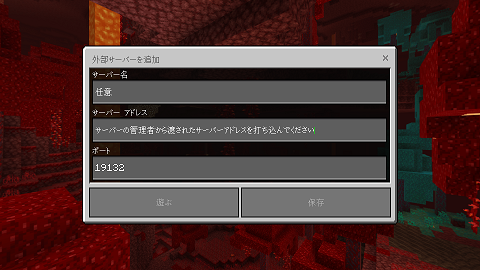 外部サーバーを追加
サーバー名
任意
サーバー アドレス
サーバーの管理者から渡されたサーバーアドレスを打ち込んでください
ポート
19132
遊ぶ
保存